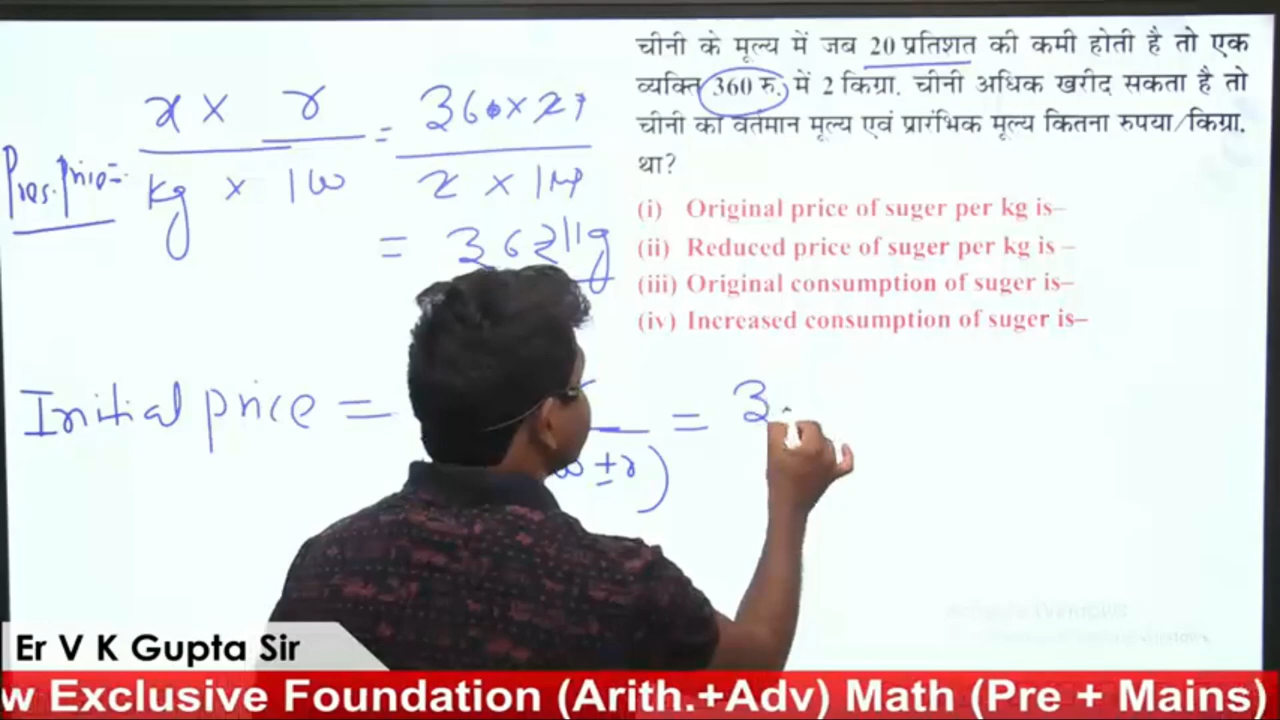 चीनी के मूल्य में जब 20 प्रतिशत की कमी होती है तो एक
व्यक्ति 360 रु. में 2 किग्रा. चीनी अधिक खरीद सकता है तो
चीनी का वर्तमान मूल्य एवं प्रारंभिक मूल्य कितना रुपया/किग्रा.
था?
(i) Original price of suger per kg is–
(ii) Reduced price of suger per kg is –
(iii) Original consumption of suger is–
(iv) Increased consumption of suger is–
x × r = 360 × 2
Pres. price =
kg × 100
= 36
Initial price = = 3
± r)
Er V K Gupta Sir
w Exclusive Foundation (Arith.+Adv) Math (Pre + Mains)